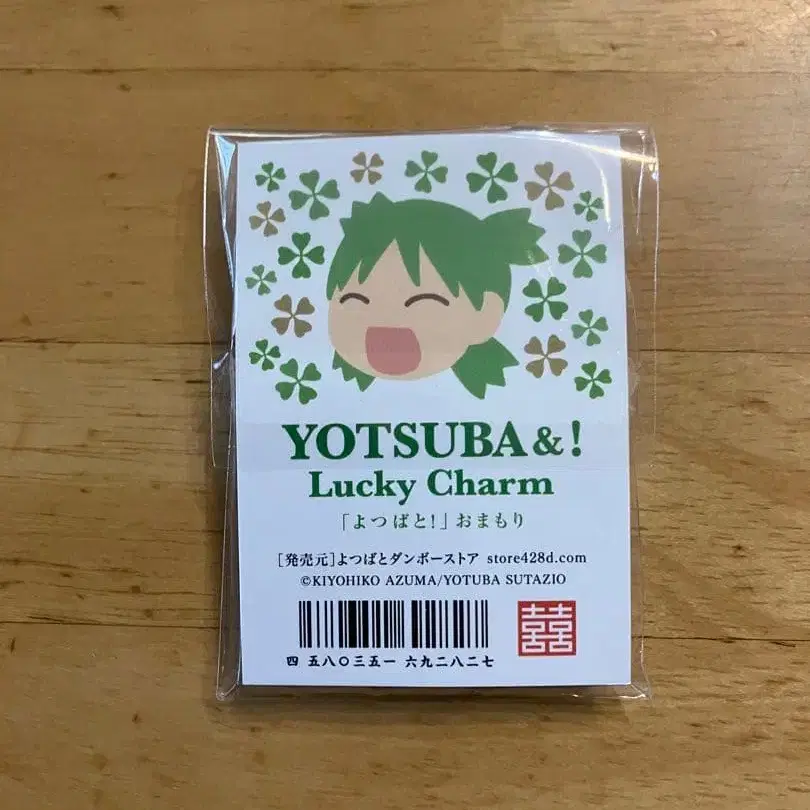 YOTSUBA&!
Lucky Charm
「よつばと!」おまもり
[発売元]よつばとダンボーストア store428d.com
©KIYOHIKO AZUMA/YOTUBA SUTAZIO
四 五八〇三五一 六九二八二七
囍